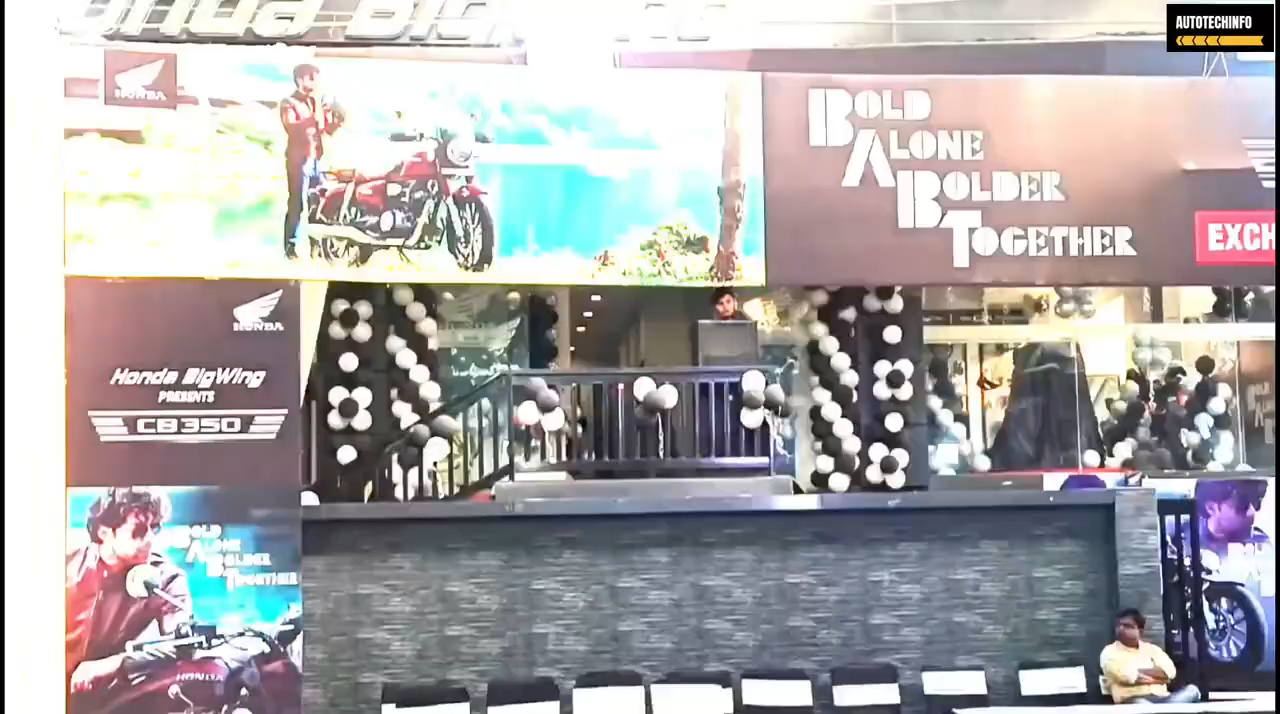 AUTOTECHINFO
HONDA
BOLD
ALONE
BOLDER
TOGETHER
EXCH
HONDA
Honda BigWing
PRESENTS
CB350
BOLD
ALONE
BOLDER
TOGETHER
HONDA